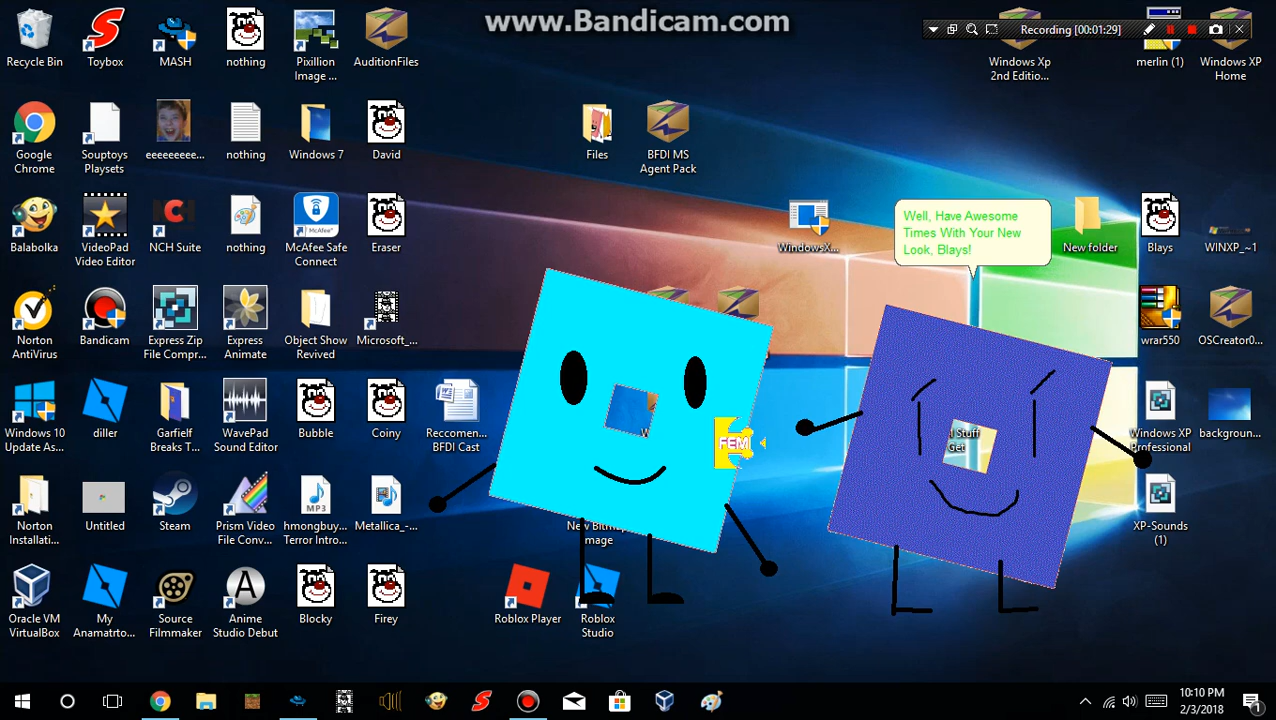 www.Bandicam.com
Recording [00:01:29]
Recycle Bin
Toybox
MASH
nothing
Pixillion
Image ...
AuditionFiles
Windows Xp
2nd Editio...
merlin (1)
Windows XP
Home
Google
Chrome
Souptoys
Playsets
eeeeeeeee...
nothing
Windows 7
David
Files
BFDI MS
Agent Pack
Balabolka
VideoPad
Video Editor
NCH Suite
nothing
McAfee Safe
Connect
Eraser
WindowsX...
Well, Have Awesome
Times With Your New
Look, Blays!
New folder
Blays
WINXP_~1
Norton
AntiVirus
Bandicam
Express Zip
File Compr...
Express
Animate
Object Show
Revived
Microsoft_...
wrar550
OSCreator0...
Windows 10
Update As...
diller
Garfielf
Breaks T...
WavePad
Sound Editor
Bubble
Coiny
Reccomen...
BFDI Cast
W
FEM
l Stuff
Get
Windows XP
Professional
backgroun...
Norton
Installati...
Untitled
Steam
Prism Video
File Conv...
hmongbuy...
Terror Intro...
Metallica_-...
New Bitmap
Image
XP-Sounds
(1)
Oracle VM
VirtualBox
My
Anamatrto...
Source
Filmmaker
Anime
Studio Debut
Blocky
Firey
Roblox Player
Roblox
Studio
10:10 PM
2/3/2018